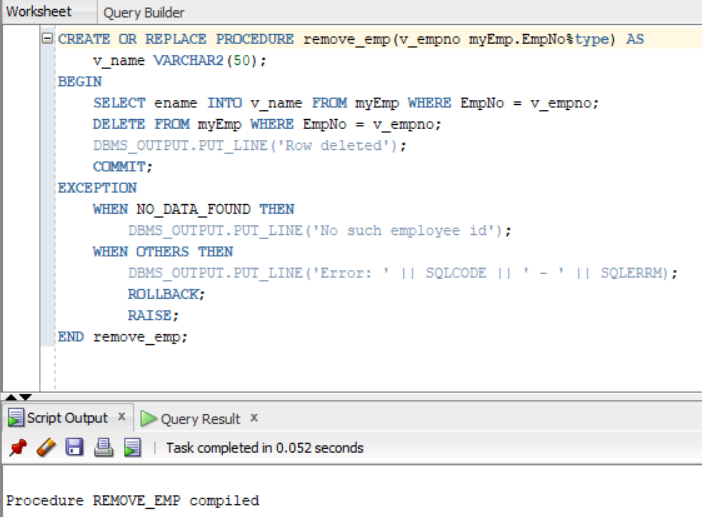 Worksheet Query Builder
CREATE OR REPLACE PROCEDURE remove_emp(v_empno myEmp.EmpNo%type) AS
    v_name VARCHAR2(50);
BEGIN
    SELECT ename INTO v_name FROM myEmp WHERE EmpNo = v_empno;
    DELETE FROM myEmp WHERE EmpNo = v_empno;
    DBMS_OUTPUT.PUT_LINE('Row deleted');
    COMMIT;
EXCEPTION
    WHEN NO_DATA_FOUND THEN
        DBMS_OUTPUT.PUT_LINE('No such employee id');
    WHEN OTHERS THEN
        DBMS_OUTPUT.PUT_LINE('Error: ' || SQLCODE || ' - ' || SQLERRM);
        ROLLBACK;
        RAISE;
END remove_emp;
Script Output x Query Result x
Task completed in 0.052 seconds
Procedure REMOVE_EMP compiled